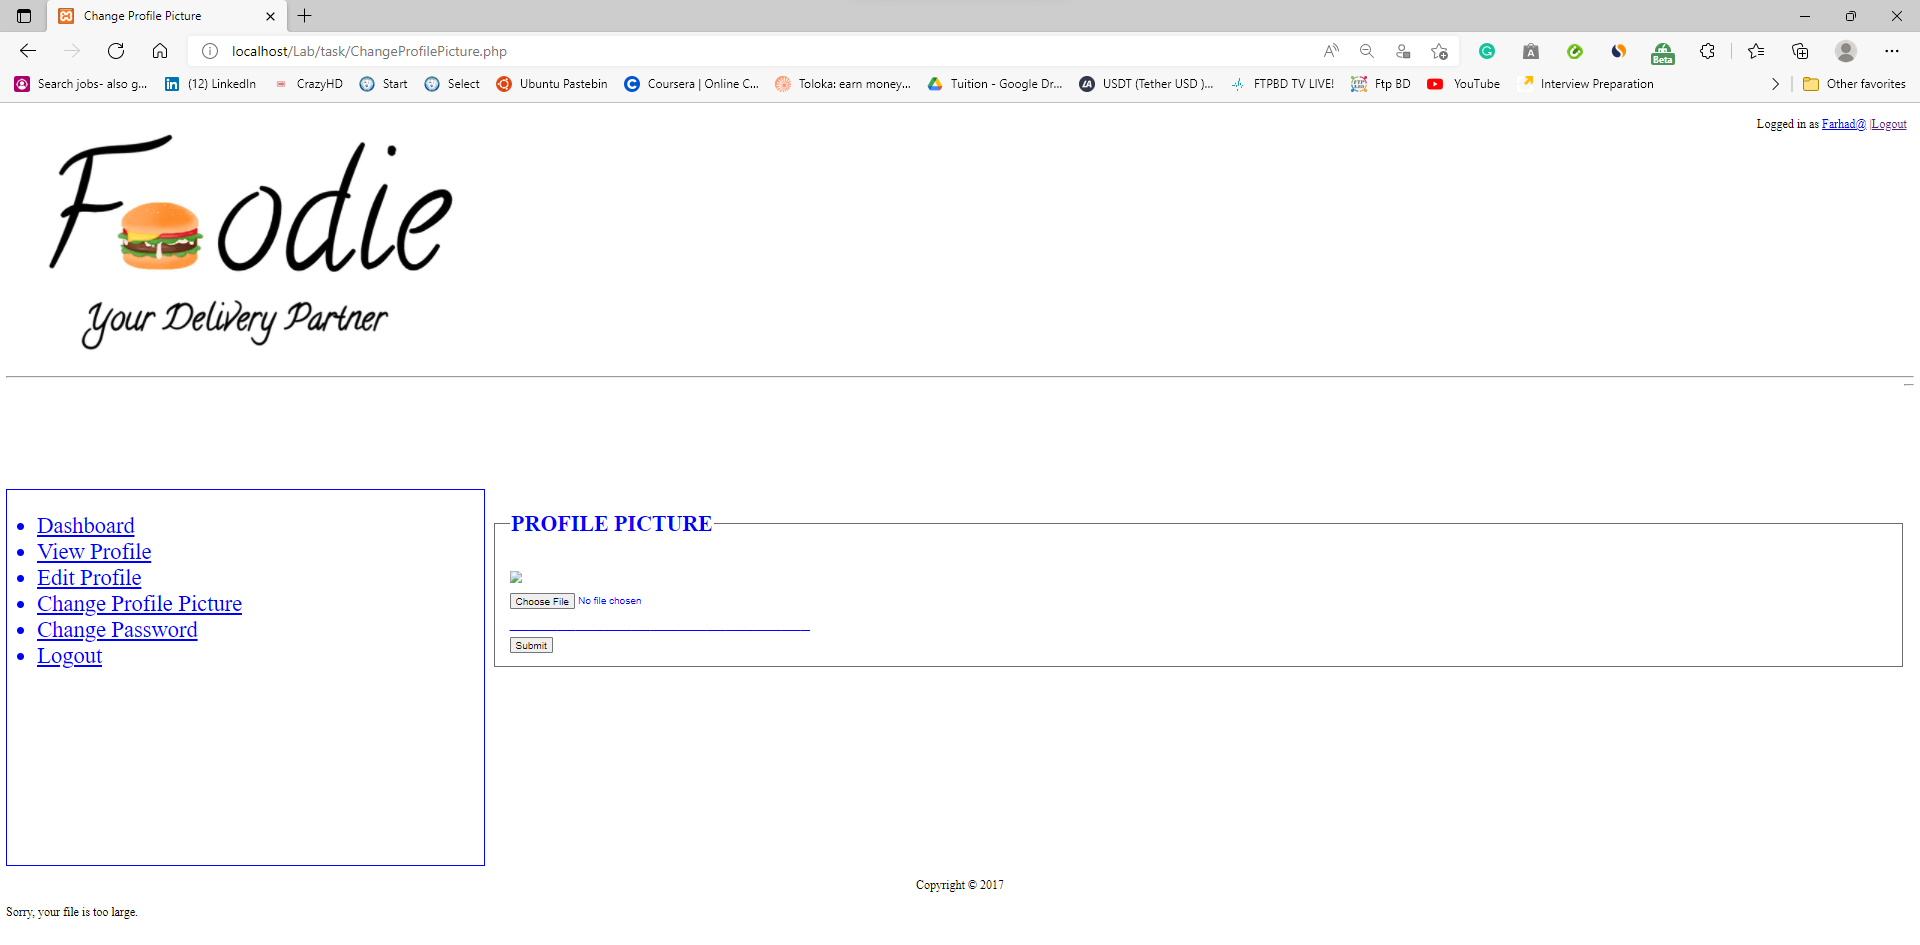 Change Profile Picture
localhost/Lab/task/ChangeProfilePicture.php
Beta
Search jobs- also g... (12) LinkedIn CrazyHD Start Select Ubuntu Pastebin Coursera | Online C... Toloka: earn money... Tuition - Google Dr... USDT (Tether USD )... FTPBD TV LIVE! Ftp BD YouTube Interview Preparation Other favorites
Logged in as Farhad@ |Logout
Foodie
Your Delivery Partner
Dashboard
View Profile
Edit Profile
Change Profile Picture
Change Password
Logout
PROFILE PICTURE
Choose File No file chosen
Submit
Copyright © 2017
Sorry, your file is too large.